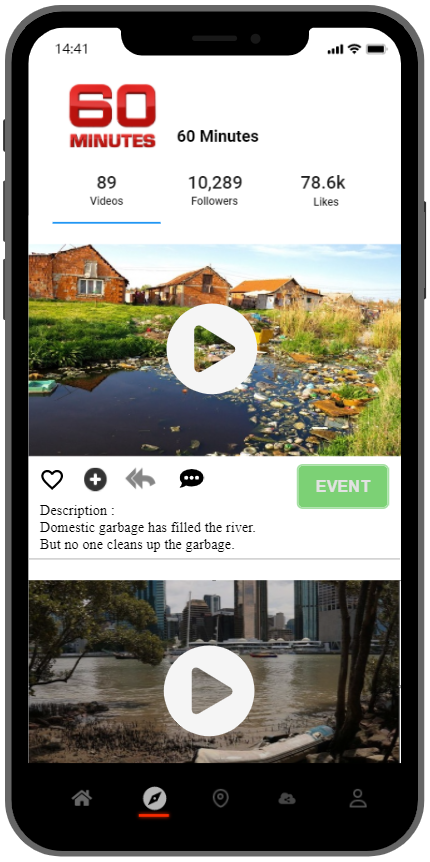 14:41
60
MINUTES
60 Minutes
89
10,289
78.6k
Videos
Followers
Likes
EVENT
Description :
Domestic garbage has filled the river.
But no one cleans up the garbage.